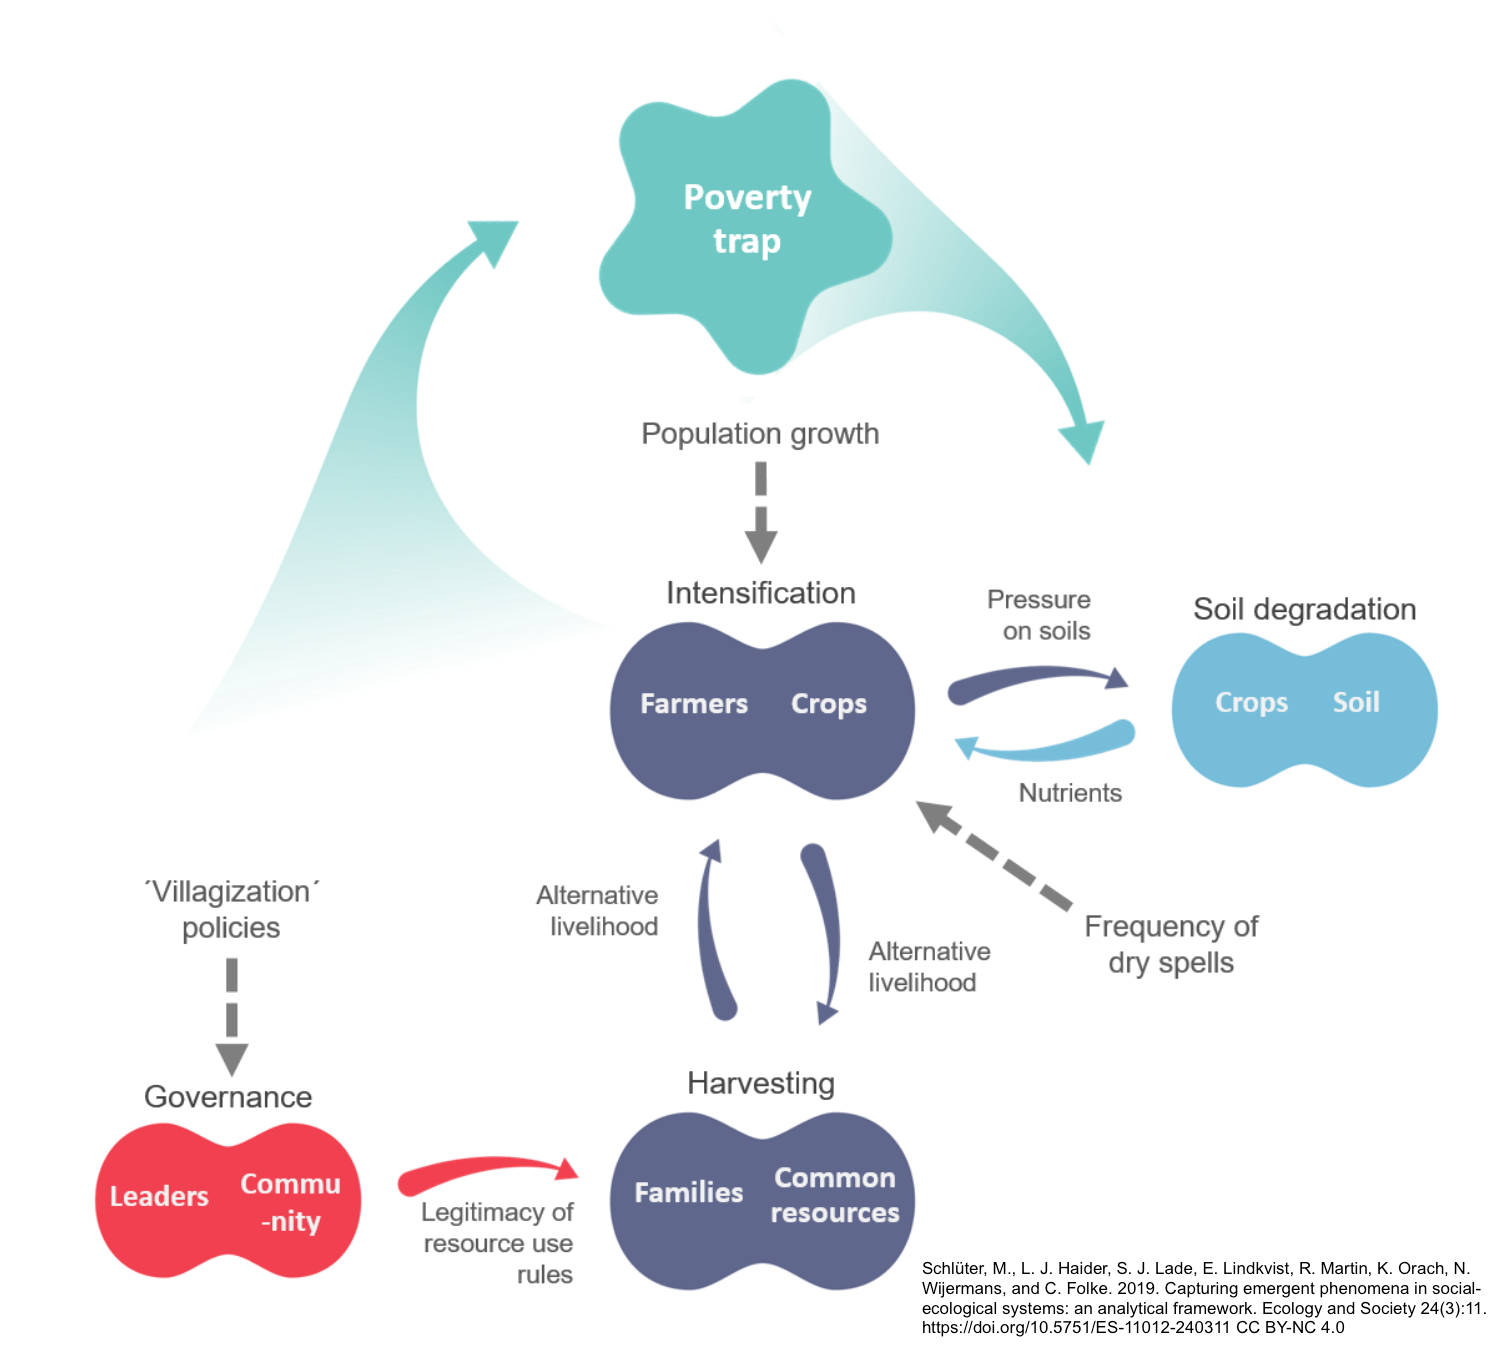 Poverty
trap
Population growth
Intensification
Farmers Crops
Pressure
on soils
Nutrients
Soil degradation
Crops Soil
Frequency of
dry spells
Alternative
livelihood
Alternative
livelihood
´Villagization´
policies
Governance
Leaders
Commu
-nity
Legitimacy of
resource use
rules
Harvesting
Families
Common
resources
Schlüter, M., L. J. Haider, S. J. Lade, E. Lindkvist, R. Martin, K. Orach, N.
Wijermans, and C. Folke. 2019. Capturing emergent phenomena in social-
ecological systems: an analytical framework. Ecology and Society 24(3):11.
https://doi.org/10.5751/ES-11012-240311 CC BY-NC 4.0